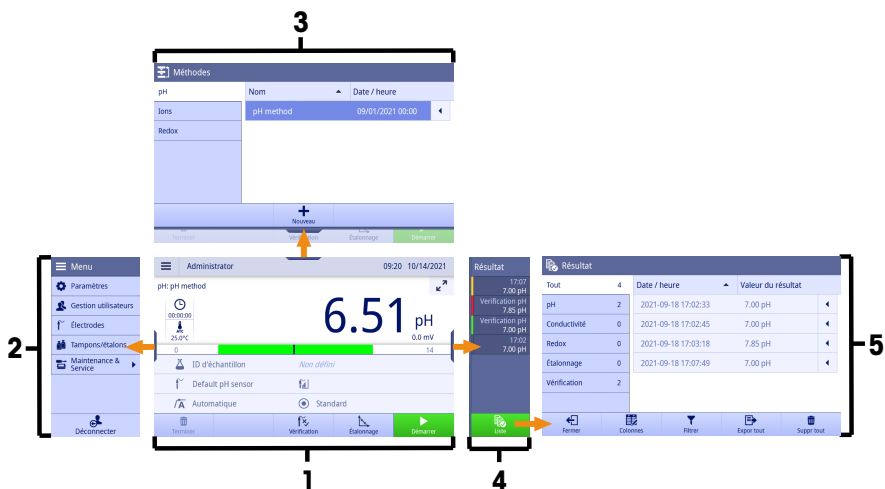 3
Méthodes
pH
Nom
Date / heure
Ions
pH method
09/01/2021 00:00
Redox
Nouveau
Terminer
Vérification
Étalonnage
Démarrer
2
Menu
Paramètres
Gestion utilisateurs
Électrodes
Tampons/étalons
Maintenance &
Service
Déconnecter
Administrator
09:20 10/14/2021
pH: pH method
00:00:00
ATC
25.0°C
6.51 pH
0.0 mV
0
14
ID d'échantillon
Non défini
Default pH sensor
A Automatique
Standard
Terminer
Vérification
Étalonnage
Démarrer
1
Résultat
17:07
7.00 pH
Verification pH
7.85 pH
Verification pH
7.00 pH
17:02
7.00 pH
Liste
4
Résultat
Tout 4
Date / heure
Valeur du résultat
pH 2
2021-09-18 17:02:33
7.00 pH
Conductivité 0
2021-09-18 17:02:45
7.00 pH
Redox 0
2021-09-18 17:03:18
7.85 pH
Étalonnage 0
2021-09-18 17:07:49
7.00 pH
Vérification 2
Fermer
Colonnes
Filtrer
Expor tout
Suppr tout
5